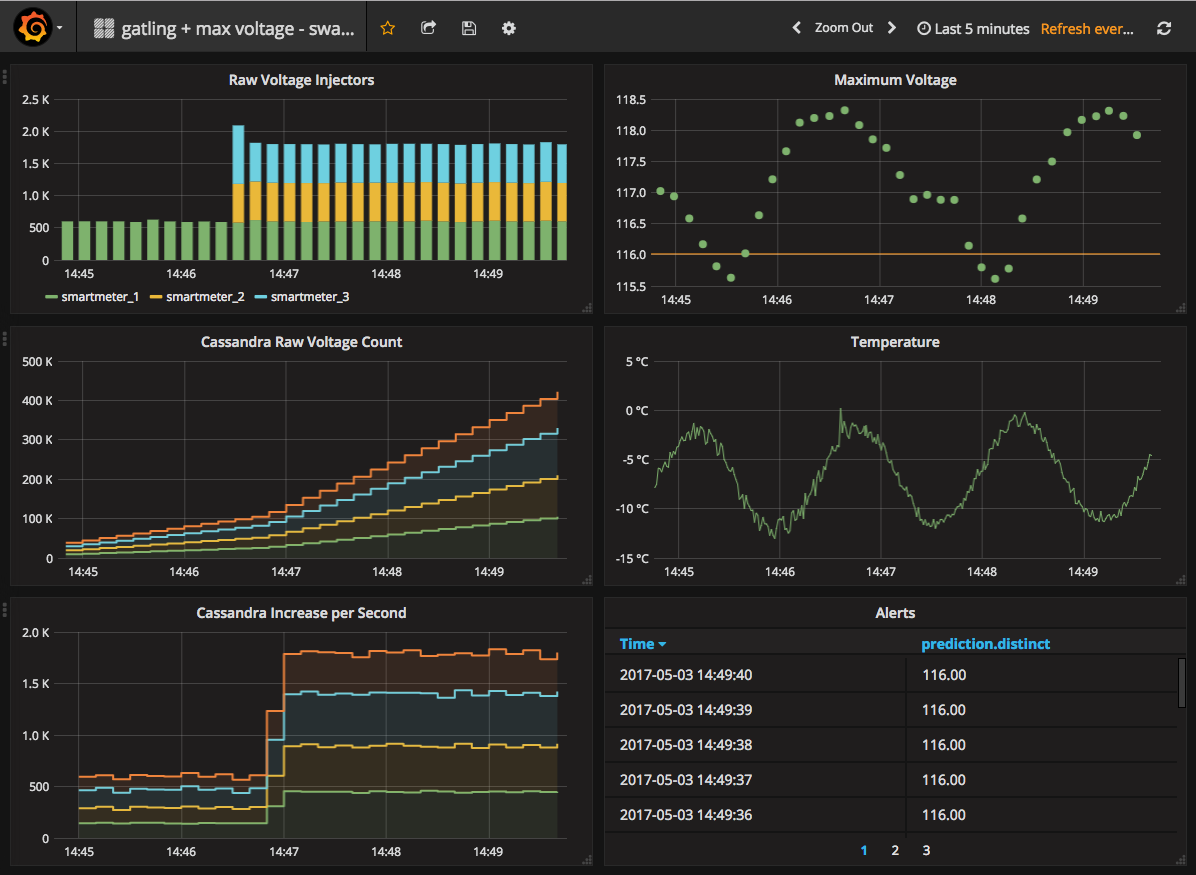 gatling + max voltage - swa...
Zoom Out
Last 5 minutes
Refresh ever...
Raw Voltage Injectors
2.5 K
2.0 K
1.5 K
1.0 K
500
0
14:45 14:46 14:47 14:48 14:49
smartmeter_1 smartmeter_2 smartmeter_3
Maximum Voltage
118.5
118.0
117.5
117.0
116.5
116.0
115.5
14:45 14:46 14:47 14:48 14:49
Cassandra Raw Voltage Count
500 K
400 K
300 K
200 K
100 K
0
14:45 14:46 14:47 14:48 14:49
Temperature
5 °C
0 °C
-5 °C
-10 °C
-15 °C
14:45 14:46 14:47 14:48 14:49
Cassandra Increase per Second
2.0 K
1.5 K
1.0 K
500
0
14:45 14:46 14:47 14:48 14:49
Alerts
Time prediction.distinct
2017-05-03 14:49:40 116.00
2017-05-03 14:49:39 116.00
2017-05-03 14:49:38 116.00
2017-05-03 14:49:37 116.00
2017-05-03 14:49:36 116.00
1 2 3